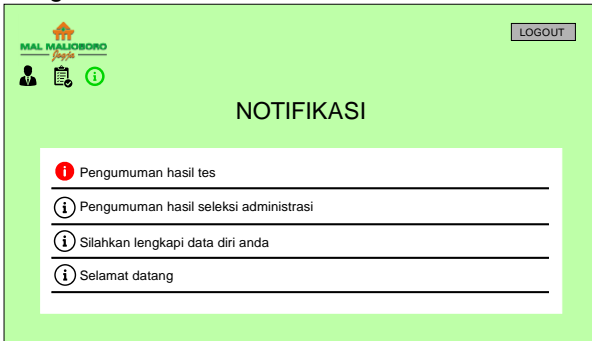 LOGOUT
MAL MALIOBORO
Jogja
NOTIFIKASI
Pengumuman hasil tes
Pengumuman hasil seleksi administrasi
Silahkan lengkapi data diri anda
Selamat datang